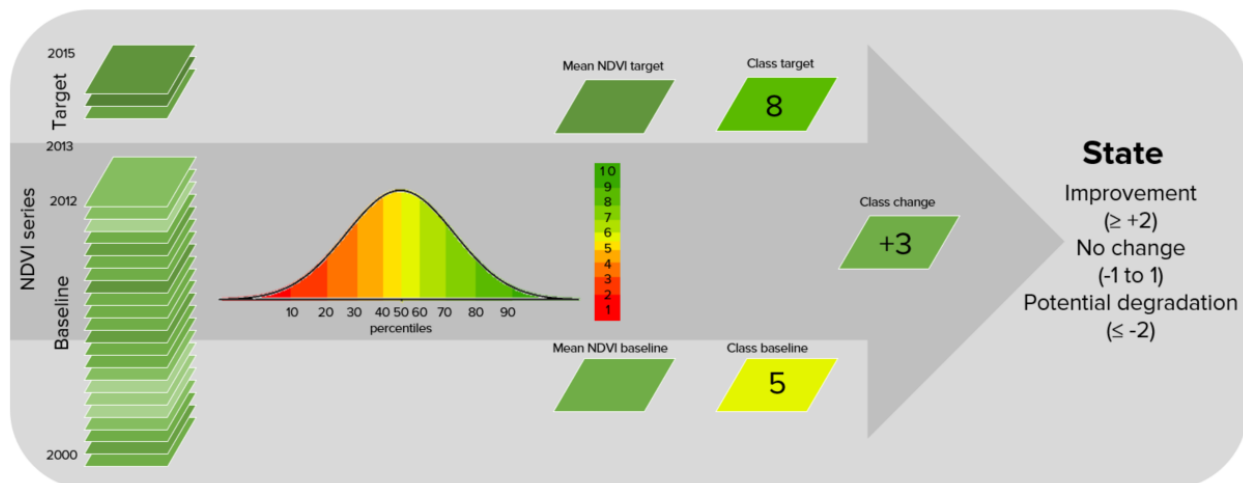 2015
Target
2013
NDVI series
2012
Baseline
2000
Mean NDVI target
Class target
8
10
9
8
7
6
5
4
3
2
1
10 20 30 40 50 60 70 80 90
percentiles
Mean NDVI baseline
Class baseline
5
Class change
+3
State
Improvement
(≥ +2)
No change
(-1 to 1)
Potential degradation
(≤ -2)